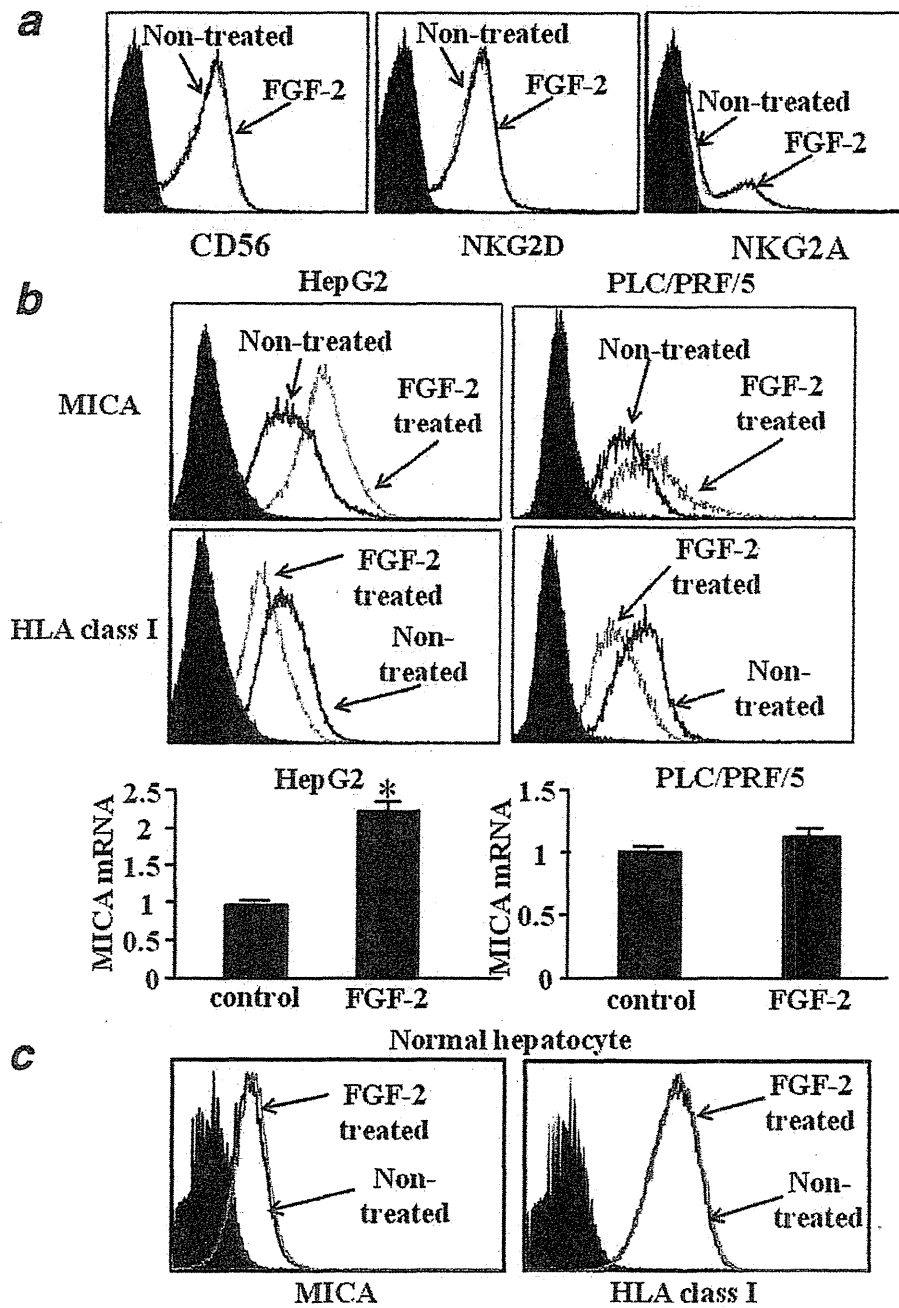 a
Non-treated
FGF-2
Non-treated
FGF-2
Non-treated
FGF-2
CD56
NKG2D
NKG2A
b
HepG2
PLC/PRF/5
MICA
Non-treated
FGF-2
treated
Non-treated
FGF-2
treated
HLA class I
FGF-2
treated
Non-
treated
FGF-2
treated
Non-
treated
HepG2
MICA mRNA
2.5
2
1
1
0.5
0
*
control
FGF-2
PLC/PRF/5
MICA mRNA
1.5
1
0.5
0
control
FGF-2
c
Normal hepatocyte
FGF-2
treated
Non-
treated
MICA
FGF-2
treated
Non-
treated
HLA class I